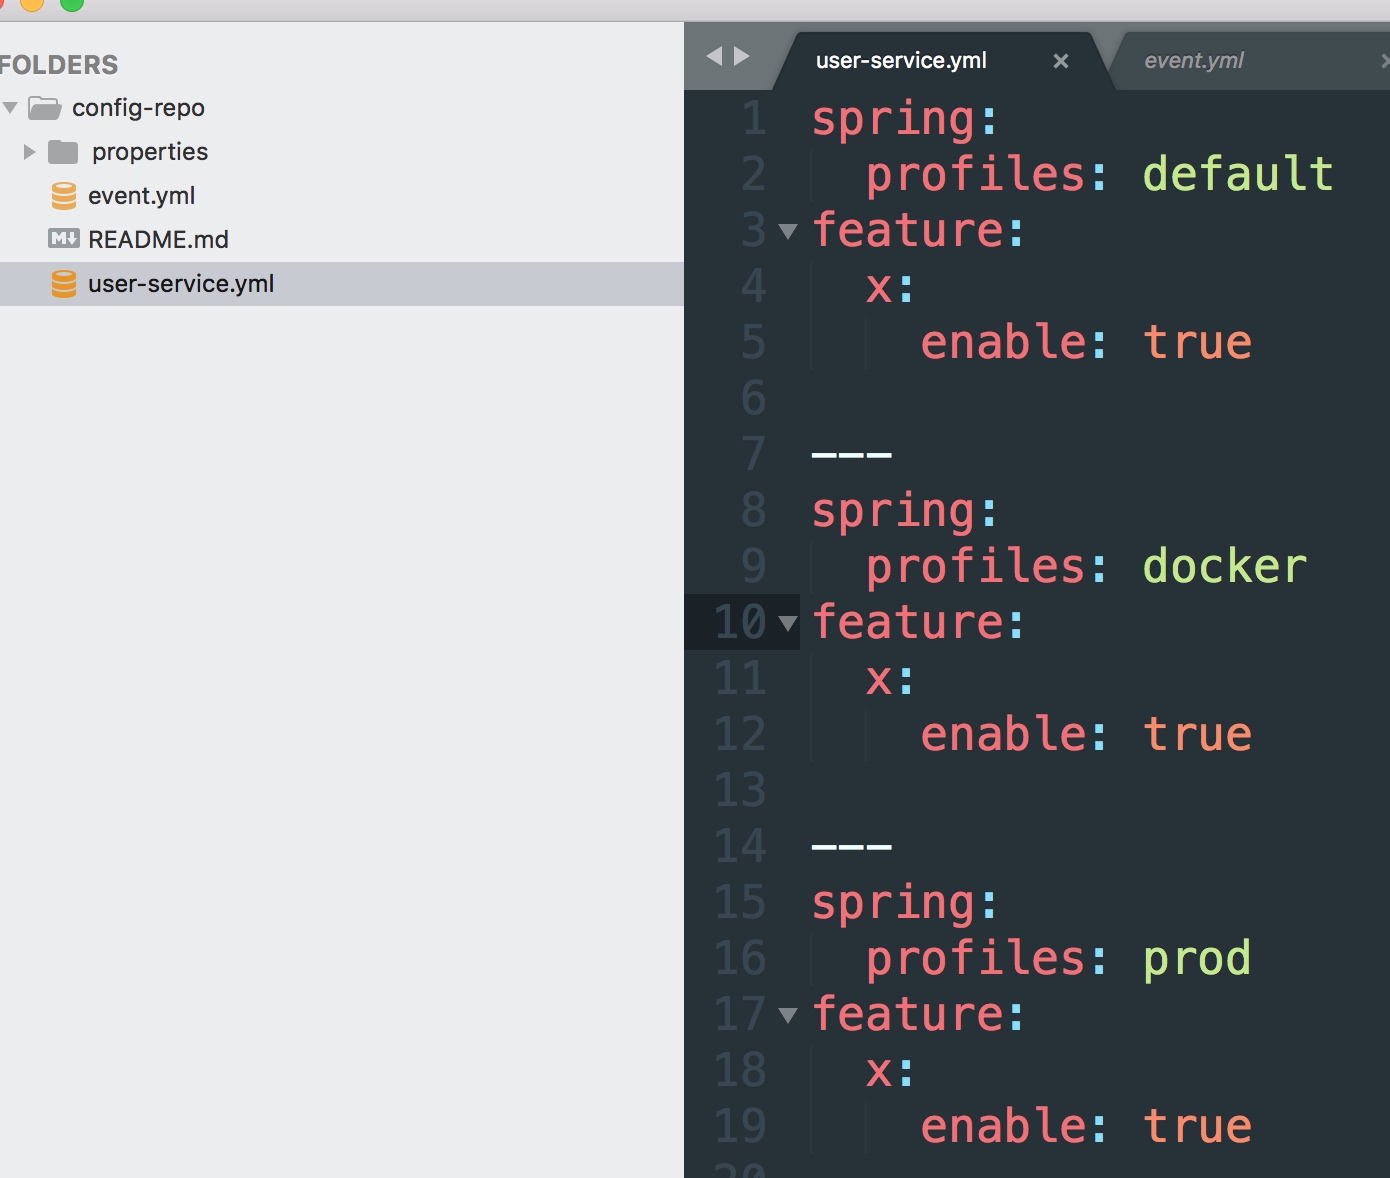 FOLDERS
config-repo
properties
event.yml
README.md
user-service.yml
user-service.yml × event.yml ×
1 spring:
2   profiles: default
3 feature:
4   x:
5     enable: true
6
7 ---
8 spring:
9   profiles: docker
10 feature:
11   x:
12     enable: true
13
14 ---
15 spring:
16   profiles: prod
17 feature:
18   x:
19     enable: true
20